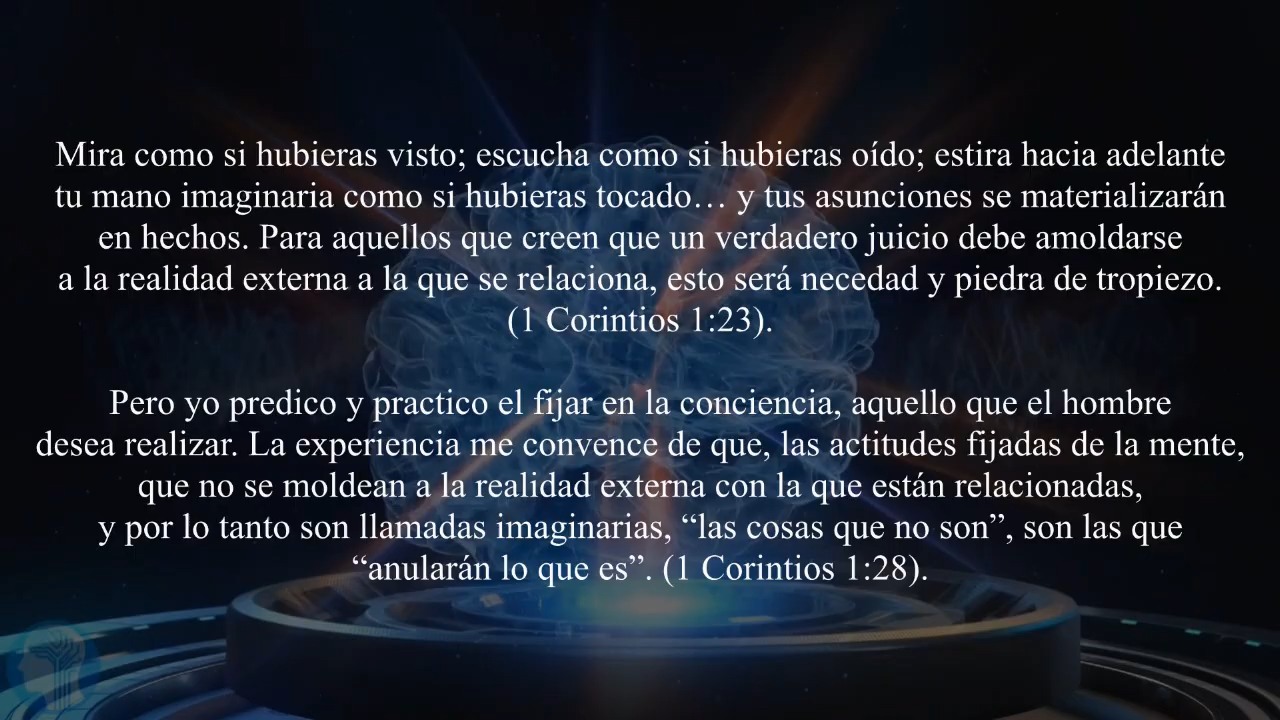 Mira como si hubieras visto; escucha como si hubieras oído; estira hacia adelante
tu mano imaginaria como si hubieras tocado… y tus asunciones se materializarán
en hechos. Para aquellos que creen que un verdadero juicio debe amoldarse
a la realidad externa a la que se relaciona, esto será necedad y piedra de tropiezo.
(1 Corintios 1:23).
Pero yo predico y practico el fijar en la conciencia, aquello que el hombre
desea realizar. La experiencia me convence de que, las actitudes fijadas de la mente,
que no se moldean a la realidad externa con la que están relacionadas,
y por lo tanto son llamadas imaginarias, “las cosas que no son”, son las que
“anularán lo que es”. (1 Corintios 1:28).